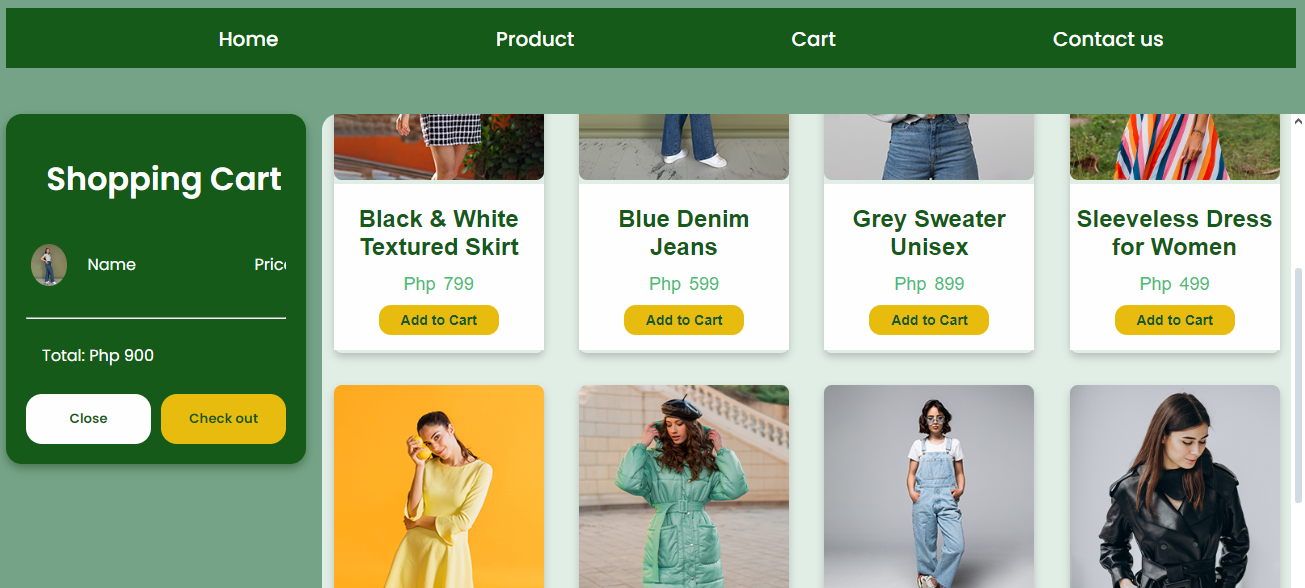 Home Product Cart Contact us
Shopping Cart
Name Pric
Total: Php 900
Close Check out
Black & White
Textured Skirt
Php 799
Add to Cart
Blue Denim
Jeans
Php 599
Add to Cart
Grey Sweater
Unisex
Php 899
Add to Cart
Sleeveless Dress
for Women
Php 499
Add to Cart